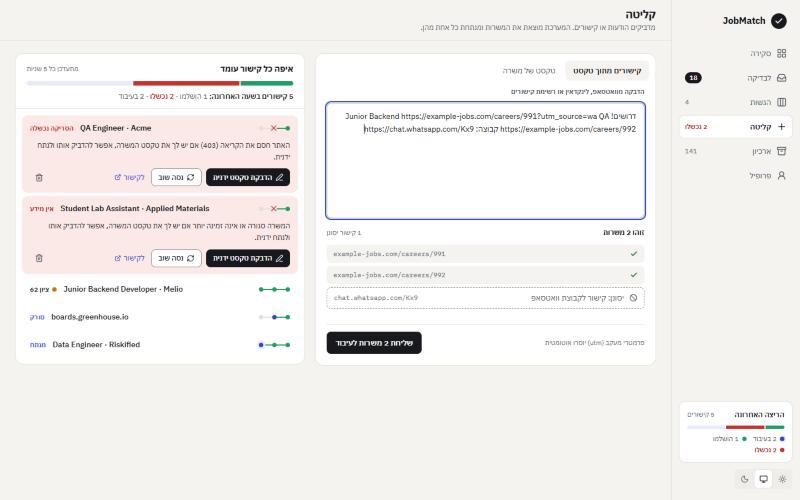 JobMatch
סקירה
לבדיקה 18
הגשות 4
קליטה 2 נכשלו
ארכיון 141
פרופיל
הריצה האחרונה 5 קישורים
2 בעיבוד 1 הושלמו
2 נכשלו
קליטה
מדביקים הודעות או קישורים. המערכת מוצאת את המשרות ומנתחת כל אחת מהן.
קישורים מתוך טקסט
טקסט של משרה
הדבקה מוואטסאפ, לינקדאין או רשימת קישורים
דרושים! Junior Backend https://example-jobs.com/careers/991?utm_source=wa QA
https://example-jobs.com/careers/992 קבוצה: https://chat.whatsapp.com/Kx9
זוהו 2 משרות
1 קישור יסונן
example-jobs.com/careers/991
example-jobs.com/careers/992
יסונן: קישור לקבוצת וואטסאפ chat.whatsapp.com/Kx9
פרמטרי מעקב (utm) יוסרו אוטומטית
שליחת 2 משרות לעיבוד
איפה כל קישור עומד
מתעדכן כל 5 שניות
5 קישורים בשעה האחרונה: 1 הושלמו · 2 נכשלו · 2 בעיבוד
QA Engineer · Acme הסריקה נכשלה
האתר חסם את הקריאה (403) אם יש לך את טקסט המשרה, אפשר להדביק אותו ולנתח
ידנית.
הדבקת טקסט ידנית
נסה שוב
לקישור
Student Lab Assistant · Applied Materials אין מידע
המשרה סגורה או אינה זמינה יותר אם יש לך את טקסט המשרה, אפשר להדביק אותו
ולנתח ידנית.
הדבקת טקסט ידנית
נסה שוב
לקישור
Junior Backend Developer · Melio ציון 62
boards.greenhouse.io סורק
Data Engineer · Riskified מנתח